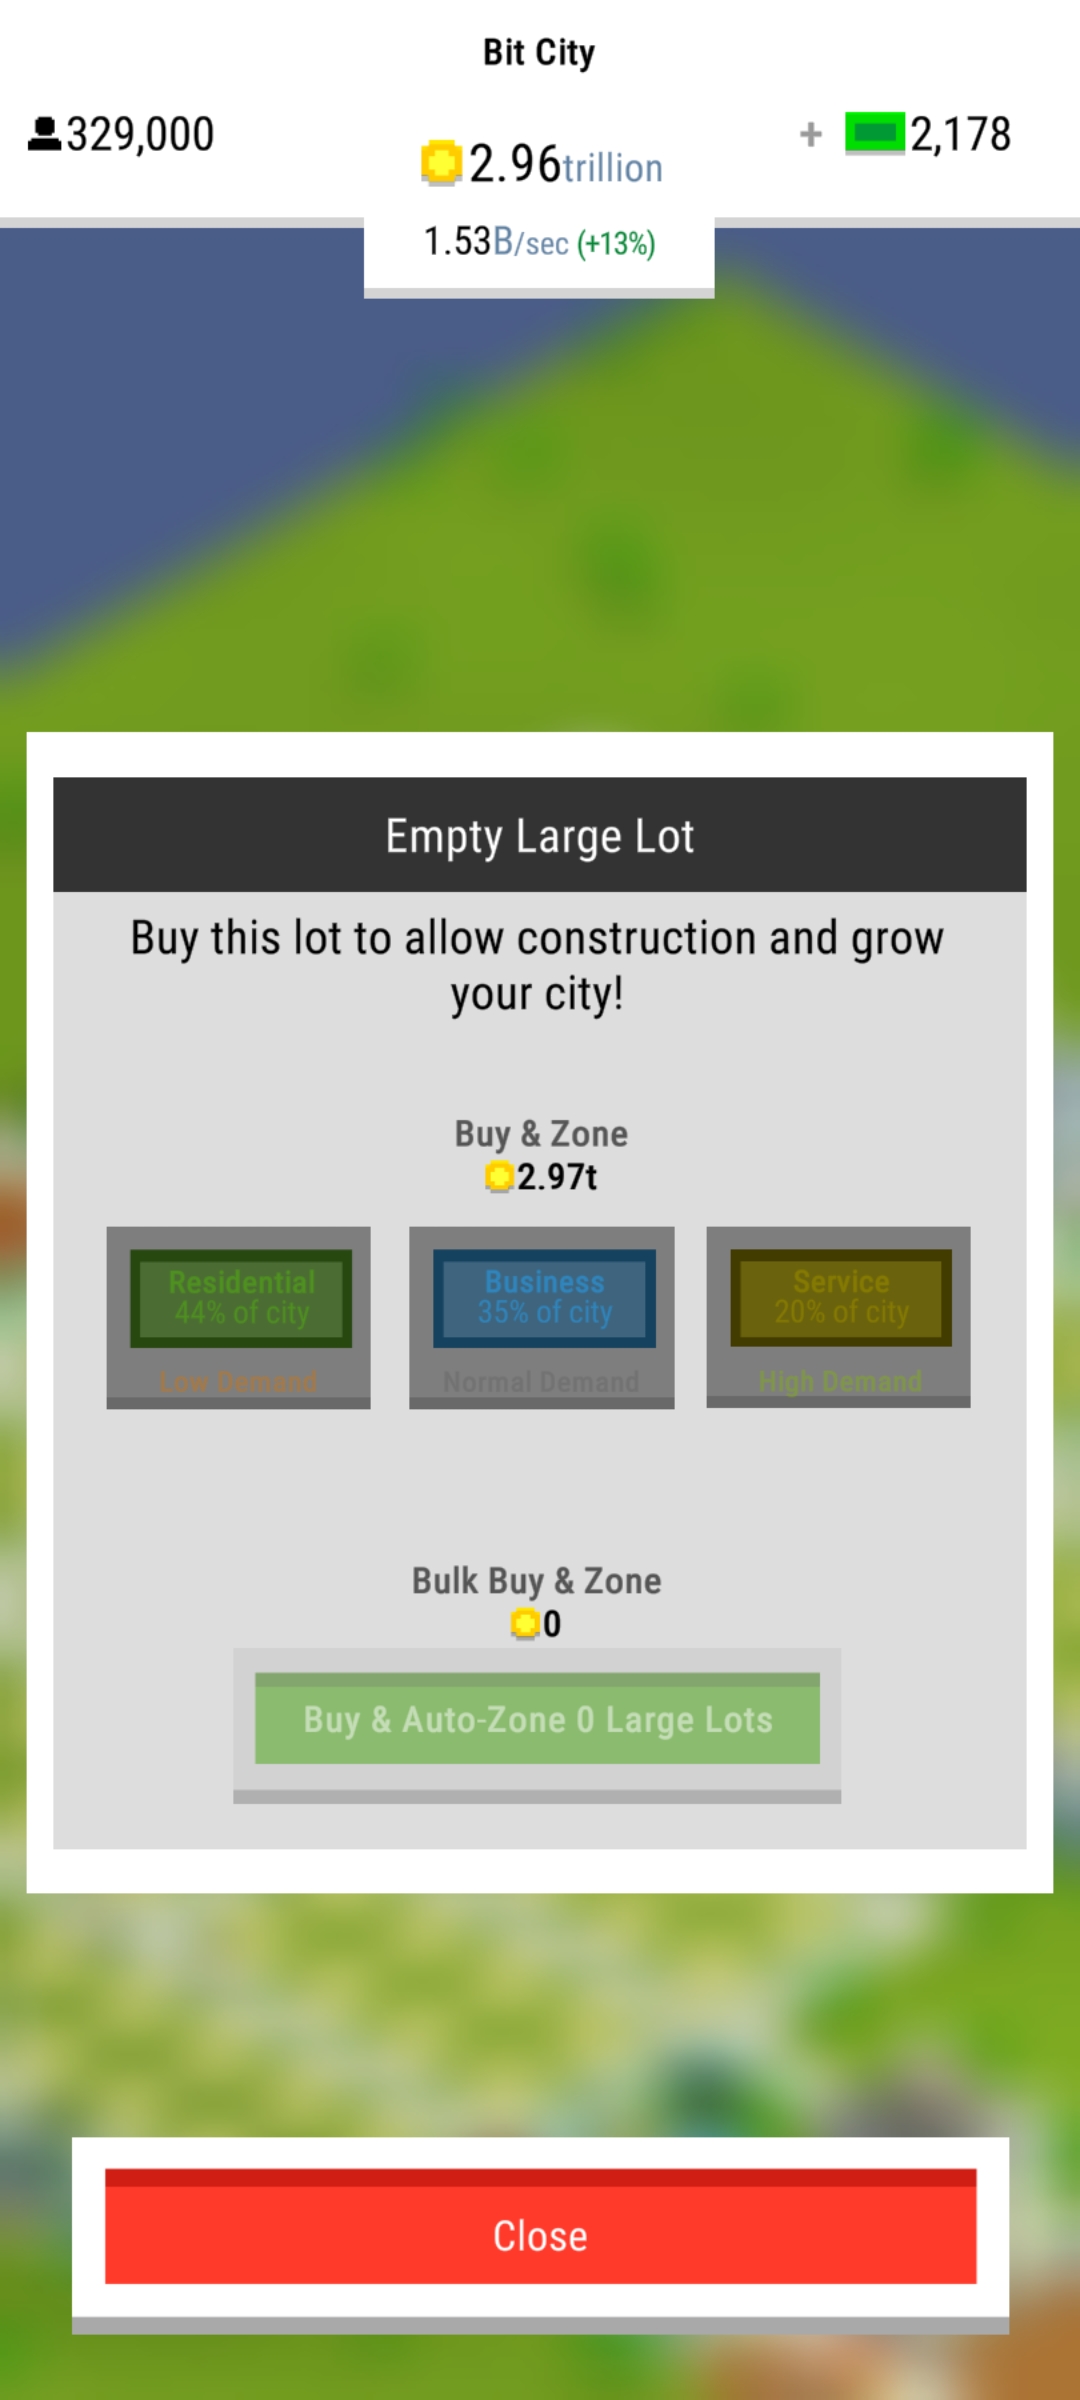 Bit City
329,000
2.96trillion
+ 2,178
1.53B/sec (+13%)
Empty Large Lot
Buy this lot to allow construction and grow
your city!
Buy & Zone
2.97t
Residential
44% of city
Low Demand
Business
35% of city
Normal Demand
Service
20% of city
High Demand
Bulk Buy & Zone
0
Buy & Auto-Zone 0 Large Lots
Close